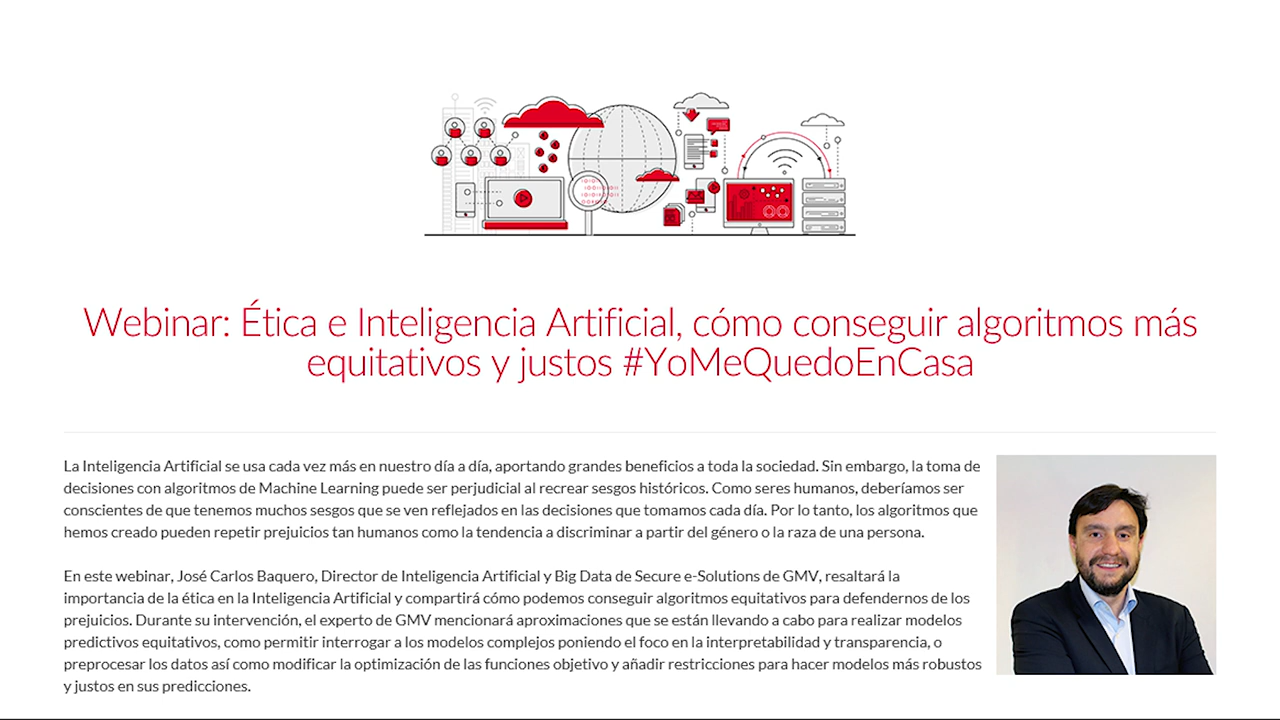 Webinar: Ética e Inteligencia Artificial, cómo conseguir algoritmos más
equitativos y justos #YoMeQuedoEnCasa
La Inteligencia Artificial se usa cada vez más en nuestro día a día, aportando grandes beneficios a toda la sociedad. Sin embargo, la toma de
decisiones con algoritmos de Machine Learning puede ser perjudicial al recrear sesgos históricos. Como seres humanos, deberíamos ser
conscientes de que tenemos muchos sesgos que se ven reflejados en las decisiones que tomamos cada día. Por lo tanto, los algoritmos que
hemos creado pueden repetir prejuicios tan humanos como la tendencia a discriminar a partir del género o la raza de una persona.
En este webinar, José Carlos Baquero, Director de Inteligencia Artificial y Big Data de Secure e-Solutions de GMV, resaltará la
importancia de la ética en la Inteligencia Artificial y compartirá cómo podemos conseguir algoritmos equitativos para defendernos de los
prejuicios. Durante su intervención, el experto de GMV mencionará aproximaciones que se están llevando a cabo para realizar modelos
predictivos equitativos, como permitir interrogar a los modelos complejos poniendo el foco en la interpretabilidad y transparencia, o
preprocesar los datos así como modificar la optimización de las funciones objetivo y añadir restricciones para hacer modelos más robustos
y justos en sus predicciones.